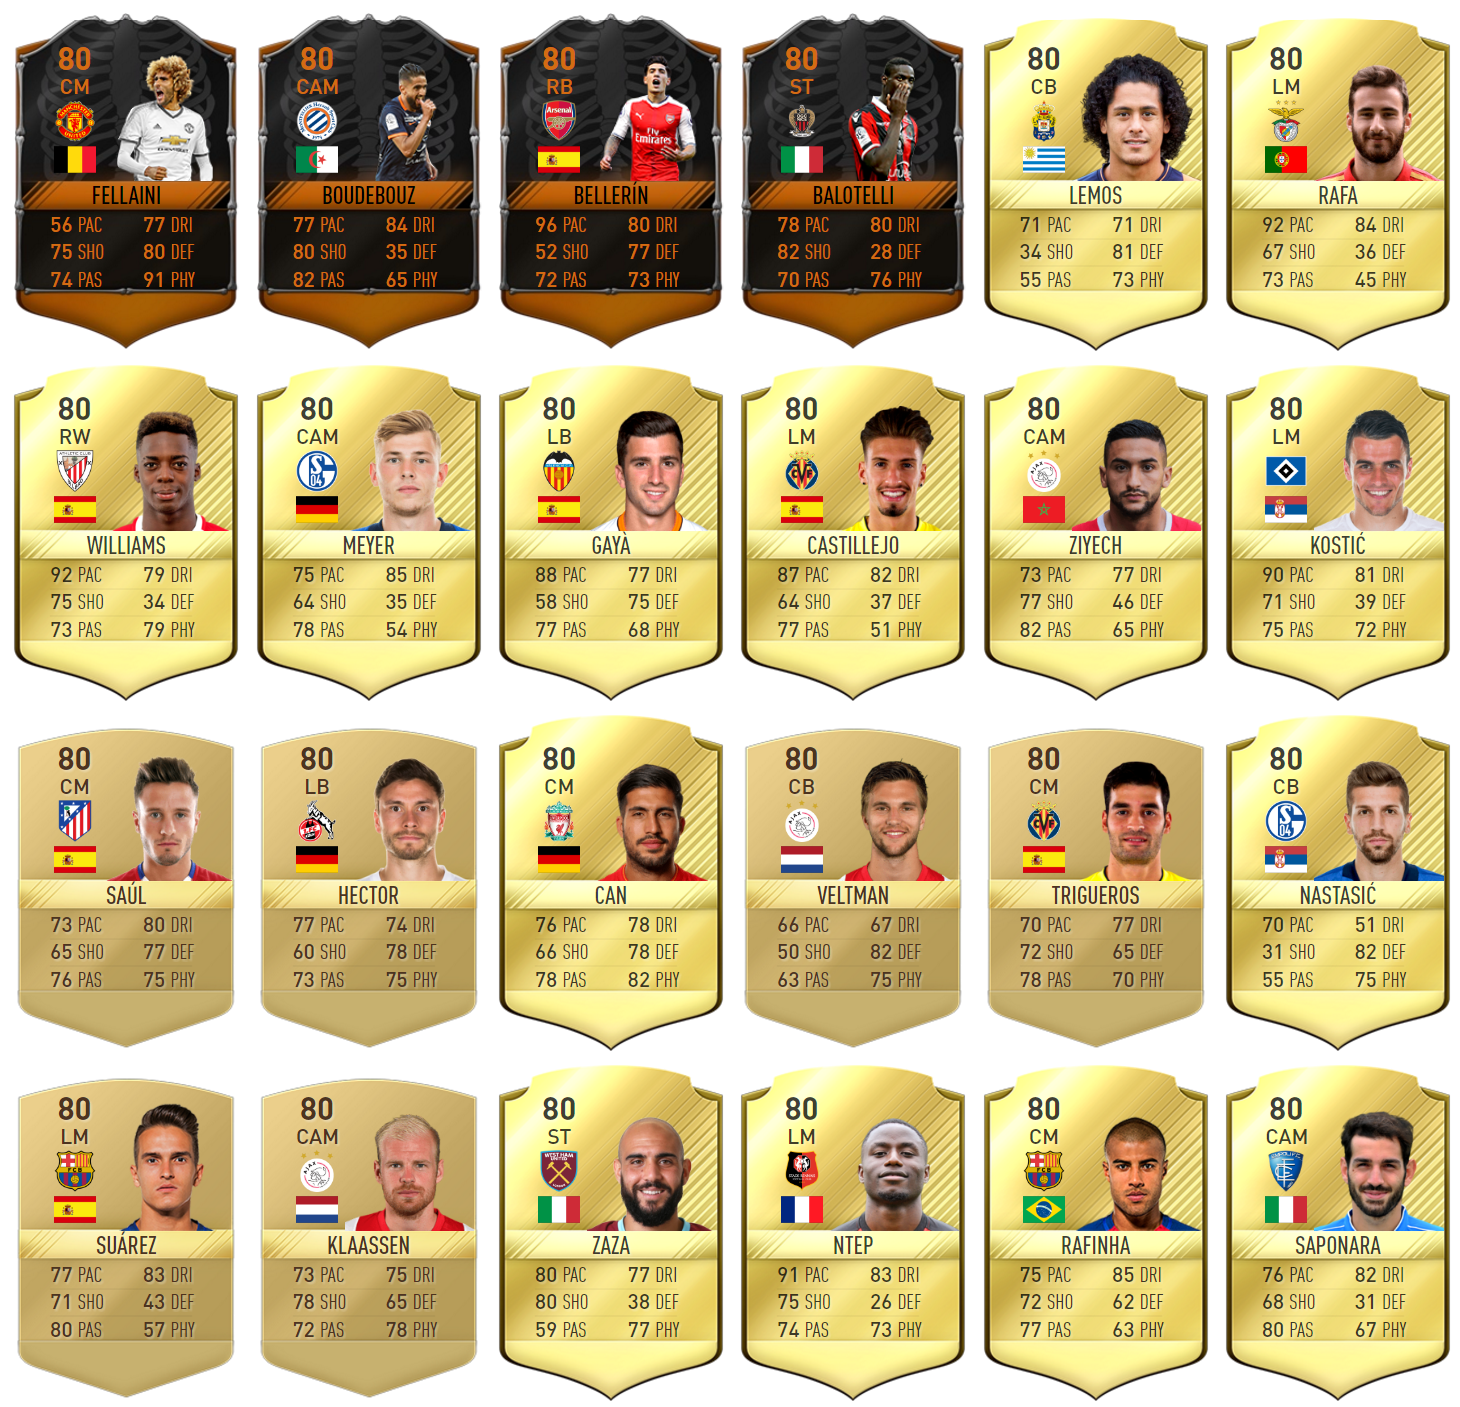 80
CM
FELLAINI
56 PAC 77 DRI
75 SHO 80 DEF
74 PAS 91 PHY
80
CAM
BOUDEBOUZ
77 PAC 84 DRI
80 SHO 35 DEF
82 PAS 65 PHY
80
RB
Arsenal
Fly Emirates
BELLERÍN
96 PAC 80 DRI
52 SHO 77 DEF
72 PAS 73 PHY
80
ST
BALOTELLI
78 PAC 80 DRI
82 SHO 28 DEF
70 PAS 76 PHY
80
CB
LEMOS
71 PAC 71 DRI
34 SHO 81 DEF
55 PAS 73 PHY
80
LM
RAFA
92 PAC 84 DRI
67 SHO 36 DEF
73 PAS 45 PHY
80
RW
WILLIAMS
92 PAC 79 DRI
75 SHO 34 DEF
73 PAS 79 PHY
80
CAM
S 04
MEYER
75 PAC 85 DRI
64 SHO 35 DEF
78 PAS 54 PHY
80
LB
GAYÀ
88 PAC 77 DRI
58 SHO 75 DEF
77 PAS 68 PHY
80
LM
CVF
CASTILLEJO
87 PAC 82 DRI
64 SHO 37 DEF
77 PAS 51 PHY
80
CAM
AJAX
ZIYECH
73 PAC 77 DRI
77 SHO 46 DEF
82 PAS 65 PHY
80
LM
KOSTIĆ
90 PAC 81 DRI
71 SHO 39 DEF
75 PAS 72 PHY
80
CM
SAÚL
73 PAC 80 DRI
65 SHO 77 DEF
76 PAS 75 PHY
80
LB
HECTOR
77 PAC 74 DRI
60 SHO 78 DEF
73 PAS 75 PHY
80
CM
CAN
76 PAC 78 DRI
66 SHO 78 DEF
78 PAS 82 PHY
80
CB
AJAX
VELTMAN
66 PAC 67 DRI
50 SHO 82 DEF
63 PAS 75 PHY
80
CM
CVF
TRIGUEROS
70 PAC 77 DRI
72 SHO 65 DEF
78 PAS 70 PHY
80
CB
S 04
NASTASIĆ
70 PAC 51 DRI
31 SHO 82 DEF
55 PAS 75 PHY
80
LM
FCB
SUÁREZ
77 PAC 83 DRI
71 SHO 43 DEF
80 PAS 57 PHY
80
CAM
AJAX
KLAASSEN
73 PAC 75 DRI
78 SHO 65 DEF
72 PAS 78 PHY
80
ST
WEST HAM UNITED
ZAZA
80 PAC 77 DRI
80 SHO 38 DEF
59 PAS 77 PHY
80
LM
NTEP
91 PAC 83 DRI
75 SHO 26 DEF
74 PAS 73 PHY
80
CM
FCB
RAFINHA
75 PAC 85 DRI
72 SHO 62 DEF
77 PAS 63 PHY
80
CAM
SAPONARA
76 PAC 82 DRI
68 SHO 31 DEF
80 PAS 67 PHY